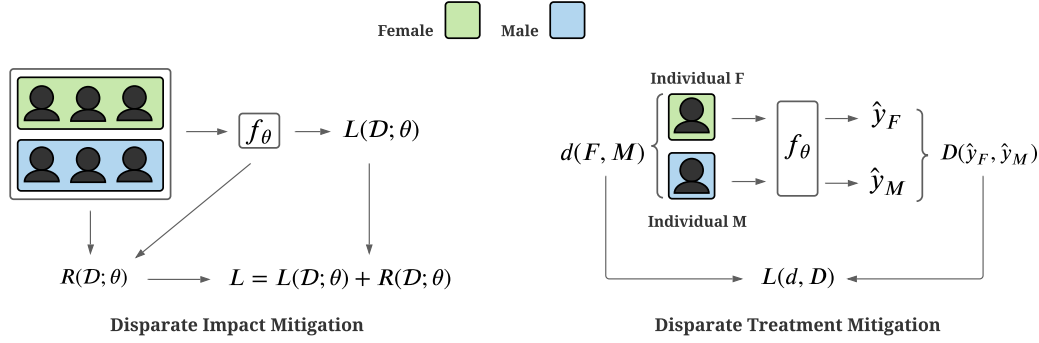 Female
Male
f_θ
L(𝒟; θ)
R(𝒟; θ)
L = L(𝒟; θ) + R(𝒟; θ)
Disparate Impact Mitigation
Individual F
d(F, M)
f_θ
ŷ_F
ŷ_M
D(ŷ_F, ŷ_M)
Individual M
L(d, D)
Disparate Treatment Mitigation